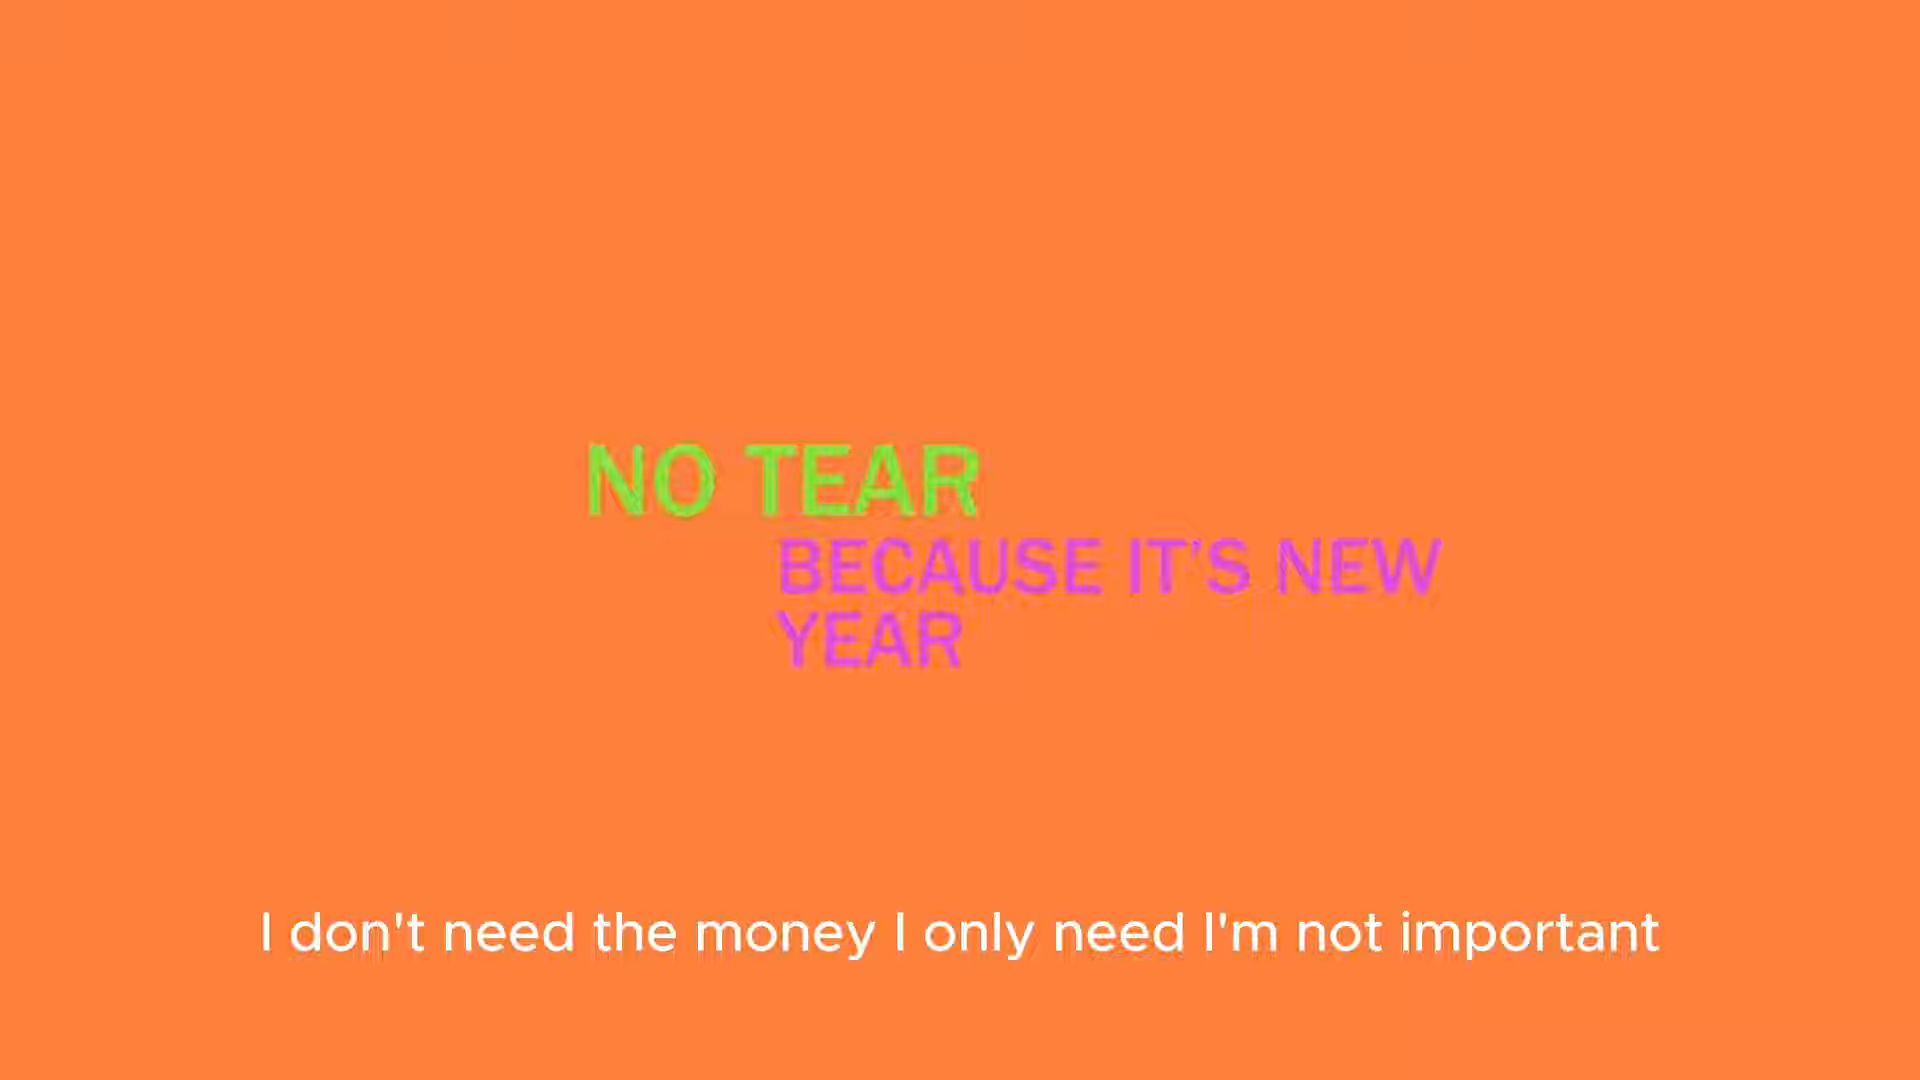 NO TEAR
BECAUSE IT'S NEW
YEAR
I don't need the money I only need I'm not important